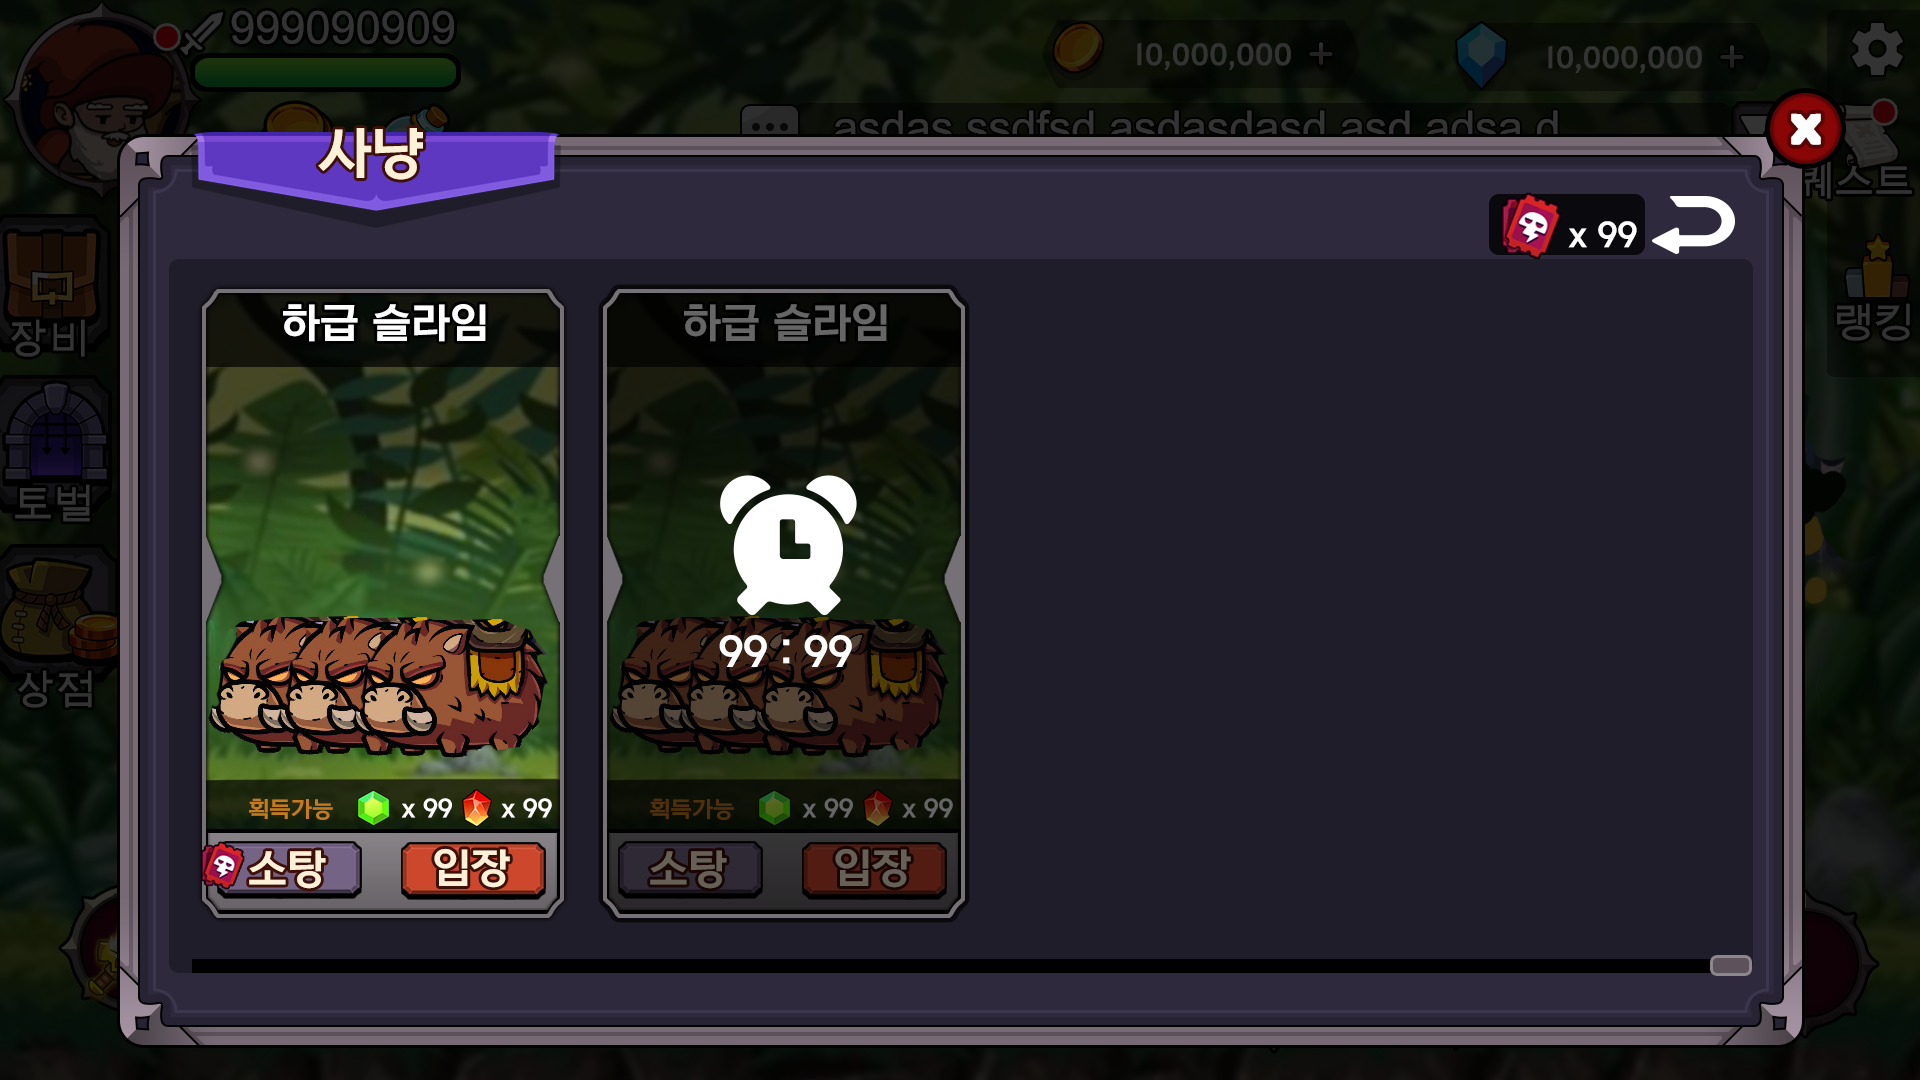 999090909
10,000,000 +
10,000,000 +
asdas ssdfsd asdasdasd asd adsa d
사냥
퀘스트
x 99
장비
랭킹
토벌
상점
하급 슬라임
획득가능 x 99 x 99
소탕 입장
하급 슬라임
99 : 99
획득가능 x 99 x 99
소탕 입장